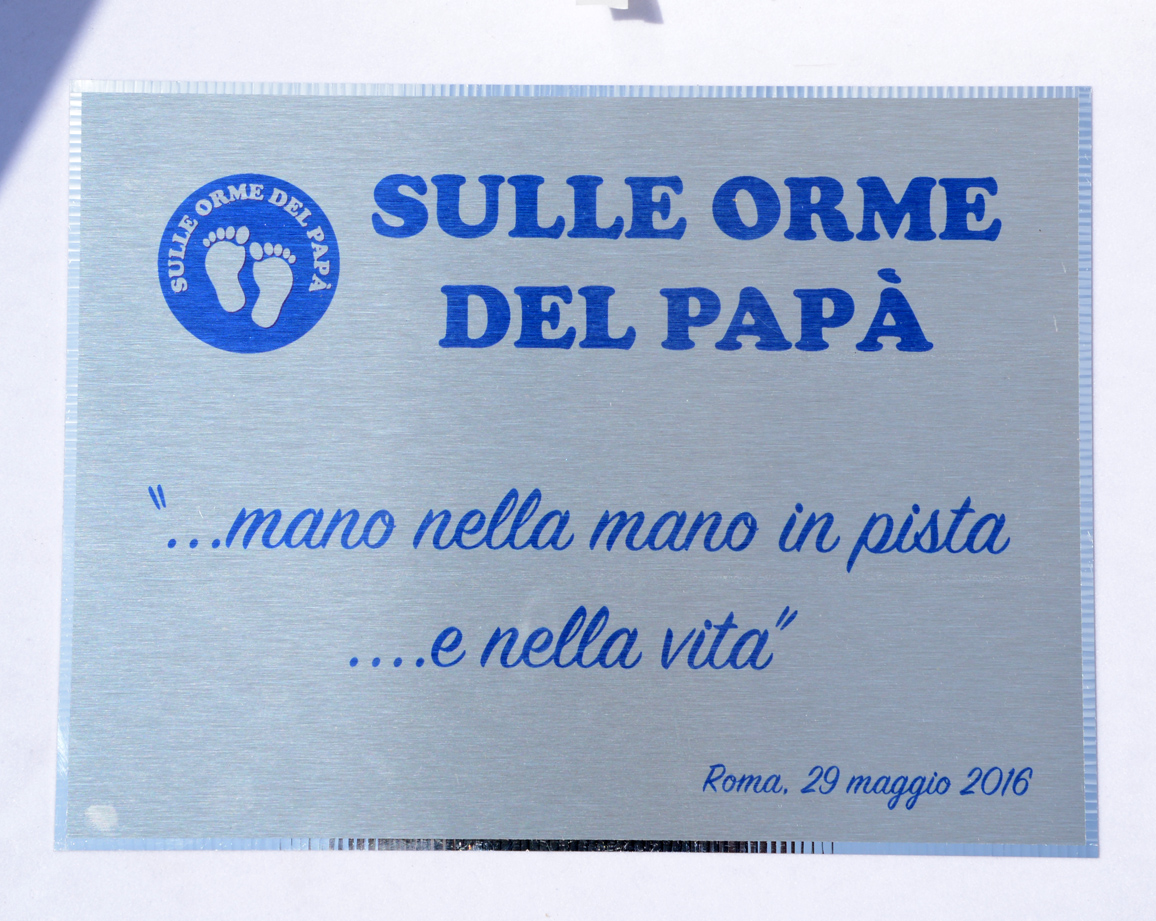 SULLE ORME DEL PAPÀ
SULLE ORME
DEL PAPÀ
"...mano nella mano in pista
....e nella vita"
Roma, 29 maggio 2016